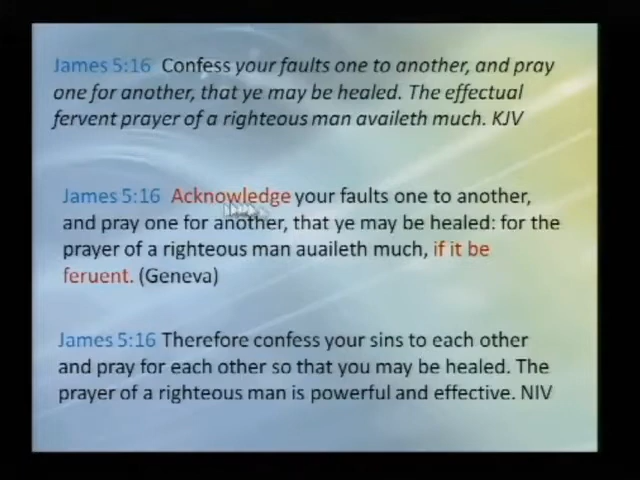 James 5:16 Confess your faults one to another, and pray
one for another, that ye may be healed. The effectual
fervent prayer of a righteous man availeth much. KJV
James 5:16 Acknowledge your faults one to another,
and pray one for another, that ye may be healed: for the
prayer of a righteous man auaileth much, if it be
feruent. (Geneva)
James 5:16 Therefore confess your sins to each other
and pray for each other so that you may be healed. The
prayer of a righteous man is powerful and effective. NIV